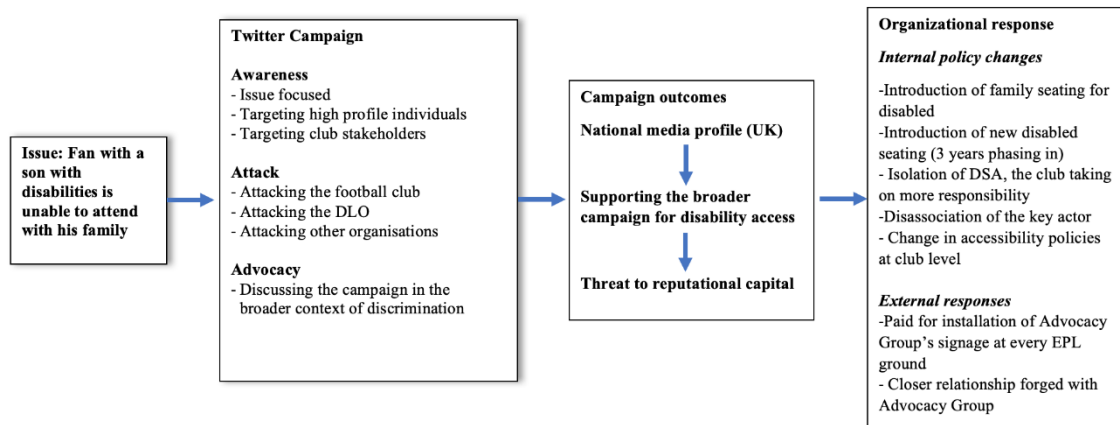 Issue: Fan with a
son with
disabilities is
unable to attend
with his family
Twitter Campaign
Awareness
- Issue focused
- Targeting high profile individuals
- Targeting club stakeholders
Attack
- Attacking the football club
- Attacking the DLO
- Attacking other organisations
Advocacy
- Discussing the campaign in the
broader context of discrimination
Campaign outcomes
National media profile (UK)
Supporting the broader
campaign for disability access
Threat to reputational capital
Organizational response
Internal policy changes
-Introduction of family seating for
disabled
-Introduction of new disabled
seating (3 years phasing in)
- Isolation of DSA, the club taking
on more responsibility
-Disassociation of the key actor
- Change in accessibility policies
at club level
External responses
-Paid for installation of Advocacy
Group’s signage at every EPL
ground
- Closer relationship forged with
Advocacy Group